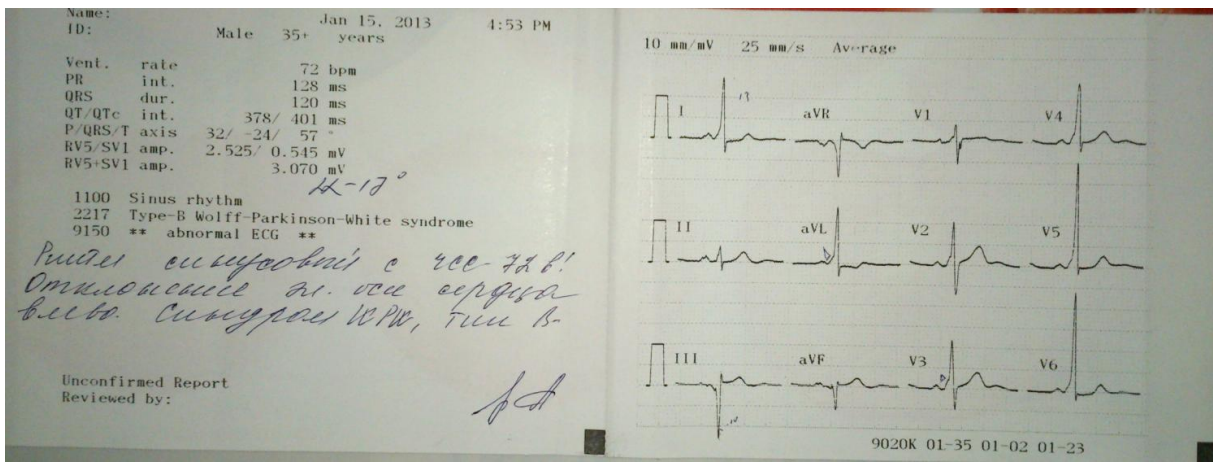 Name:
ID:
Jan 15, 2013 4:53 PM
Male 35+ years
Vent. rate 72 bpm
PR int. 128 ms
QRS dur. 120 ms
QT/QTc int. 378/ 401 ms
P/QRS/T axis 32/ -24/ 57 °
RV5/SV1 amp. 2.525/ 0.545 mV
RV5+SV1 amp. 3.070 mV
1100 Sinus rhythm
2217 Type-B Wolff-Parkinson-White syndrome
9150 ** abnormal ECG **
Ритм синусовый с ЧСС-72 в!
Отклонение эл. оси сердца
влево. Синдром WPW, тип В-
Unconfirmed Report
Reviewed by:
10 mm/mV 25 mm/s Average
I aVR V1 V4
II aVL V2 V5
III aVF V3 V6
9020K 01-35 01-02 01-23